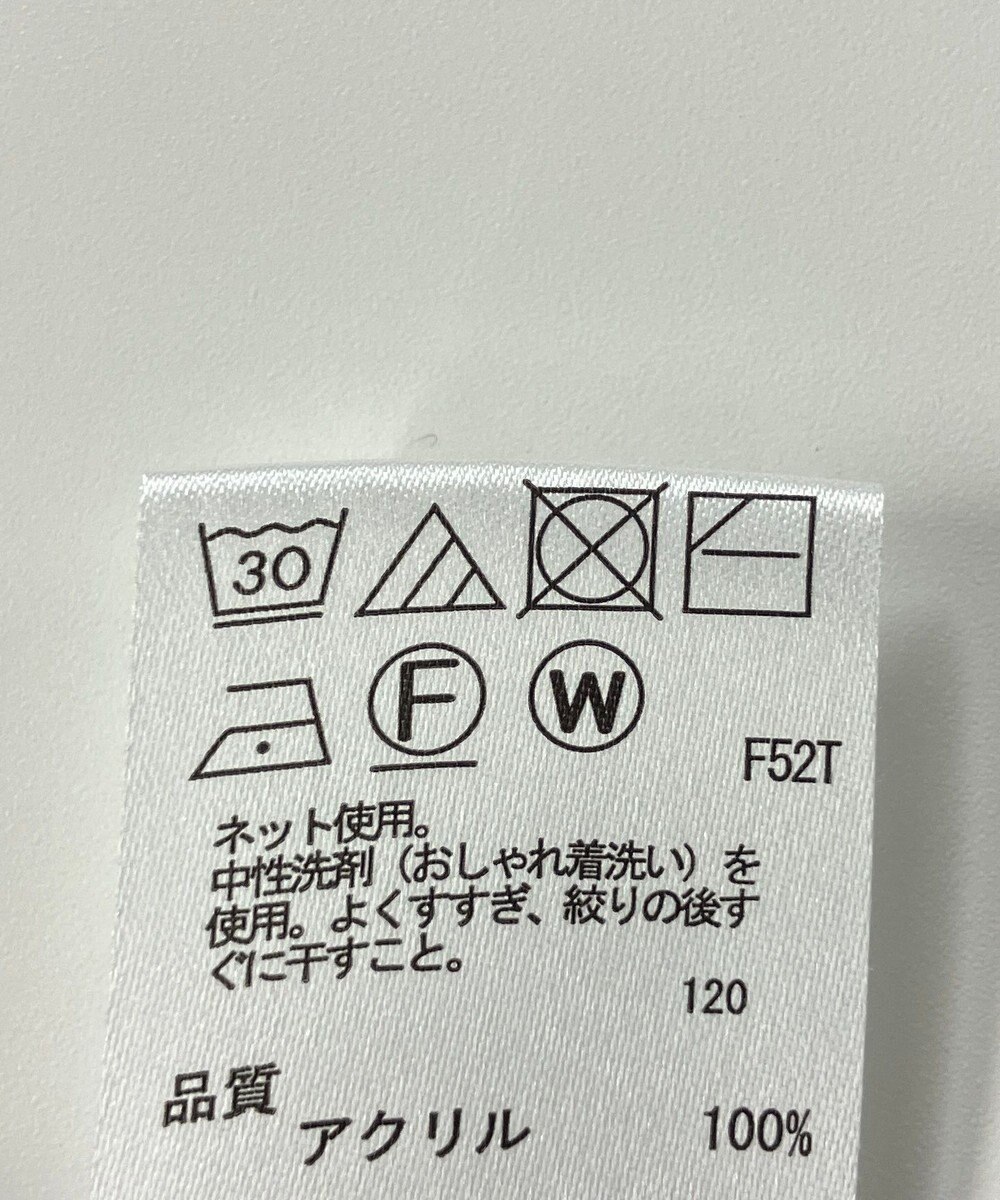 30
F W
F52T
ネット使用。
中性洗剤（おしゃれ着洗い）を
使用。よくすすぎ、絞りの後す
ぐに干すこと。
120
品質
アクリル 100%